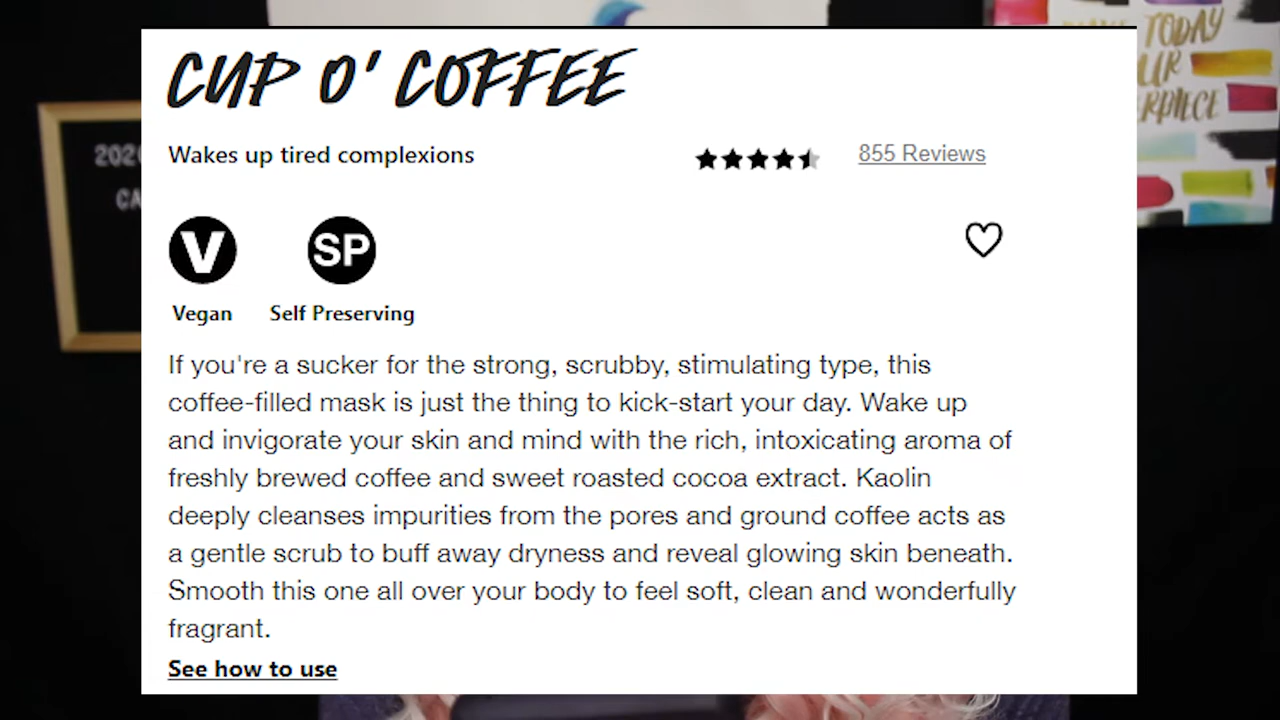 CUP O' COFFEE
Wakes up tired complexions
855 Reviews
V
SP
Vegan
Self Preserving
If you're a sucker for the strong, scrubby, stimulating type, this
coffee-filled mask is just the thing to kick-start your day. Wake up
and invigorate your skin and mind with the rich, intoxicating aroma of
freshly brewed coffee and sweet roasted cocoa extract. Kaolin
deeply cleanses impurities from the pores and ground coffee acts as
a gentle scrub to buff away dryness and reveal glowing skin beneath.
Smooth this one all over your body to feel soft, clean and wonderfully
fragrant.
See how to use
TODAY